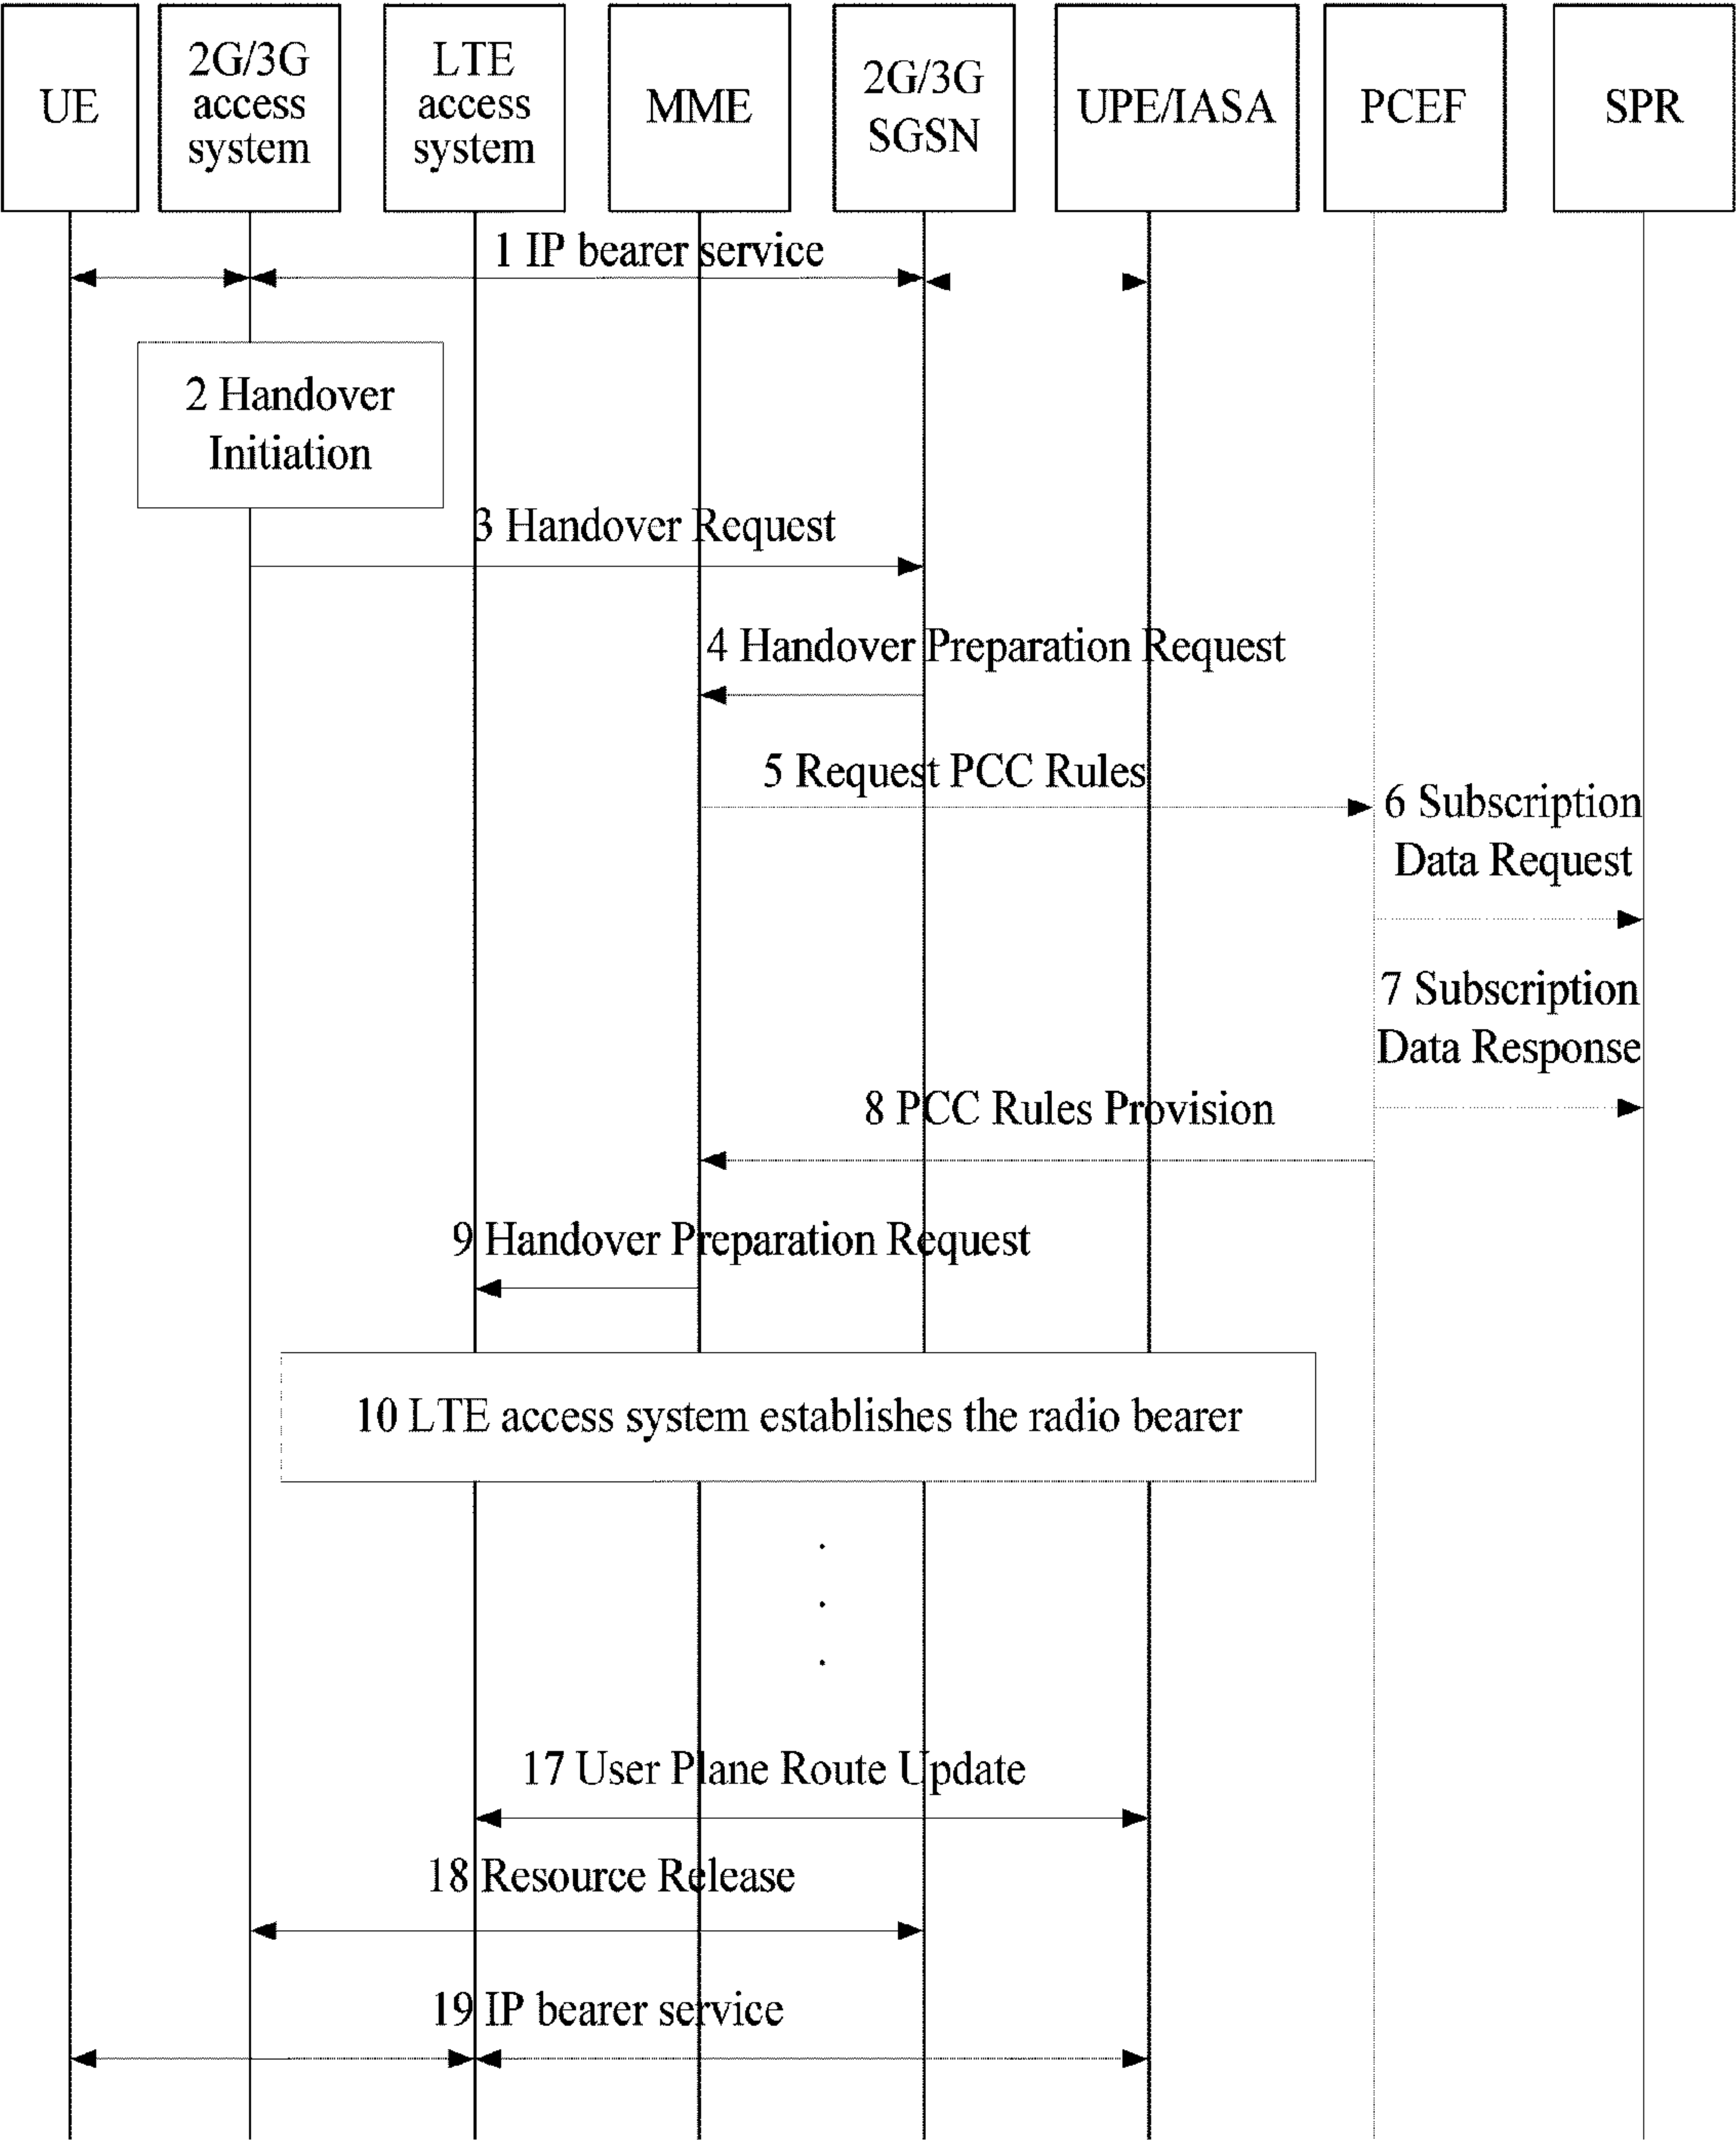 UE
2G/3G
access
system
LTE
access
system
MME
2G/3G
SGSN
UPE/IASA
PCEF
SPR
1 IP bearer service
2 Handover
Initiation
3 Handover Request
4 Handover Preparation Request
5 Request PCC Rules
6 Subscription
Data Request
7 Subscription
Data Response
8 PCC Rules Provision
9 Handover Preparation Request
10 LTE access system establishes the radio bearer
17 User Plane Route Update
18 Resource Release
19 IP bearer service